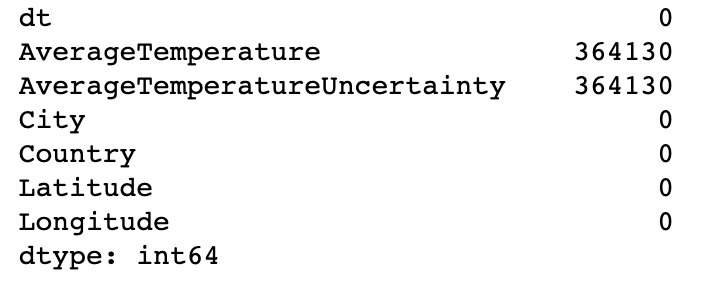 dt 0
AverageTemperature 364130
AverageTemperatureUncertainty 364130
City 0
Country 0
Latitude 0
Longitude 0
dtype: int64